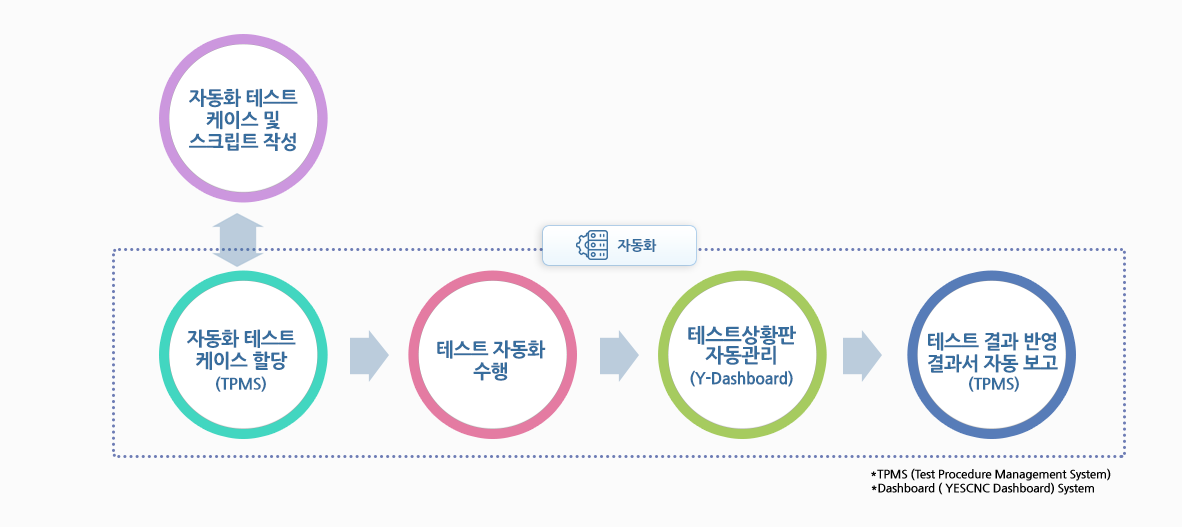 자동화 테스트
케이스 및
스크립트 작성
자동화
자동화 테스트
케이스 할당
(TPMS)
테스트 자동화
수행
테스트상황판
자동관리
(Y-Dashboard)
테스트 결과 반영
결과서 자동 보고
(TPMS)
*TPMS (Test Procedure Management System)
*Dashboard ( YESCNC Dashboard) System